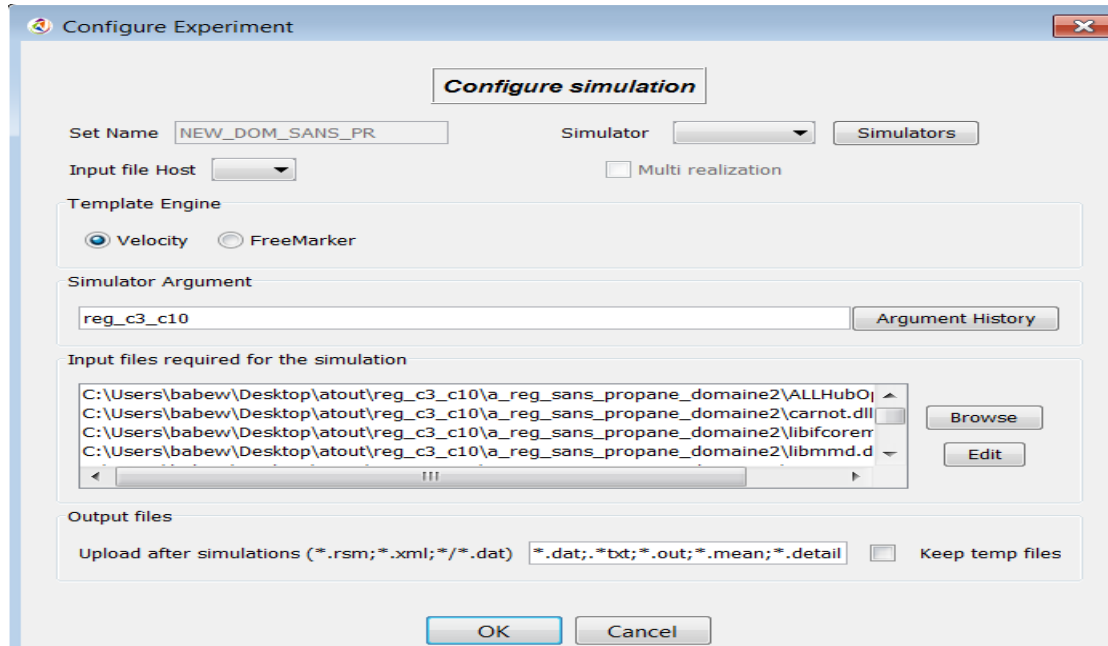 Configure Experiment
Configure simulation
Set Name NEW_DOM_SANS_PR Simulator Simulators
Input file Host Multi realization
Template Engine
Velocity FreeMarker
Simulator Argument
reg_c3_c10 Argument History
Input files required for the simulation
C:\Users\babew\Desktop\atout\reg_c3_c10\a_reg_sans_propane_domaine2\ALLHubOp
C:\Users\babew\Desktop\atout\reg_c3_c10\a_reg_sans_propane_domaine2\carnot.dll
Browse
C:\Users\babew\Desktop\atout\reg_c3_c10\a_reg_sans_propane_domaine2\libifcorem
C:\Users\babew\Desktop\atout\reg_c3_c10\a_reg_sans_propane_domaine2\libmmd.d
Edit
Output files
Upload after simulations (*.rsm;*.xml;*/*.dat) *.dat;.*txt;*.out;*.mean;*.detail Keep temp files
OK Cancel